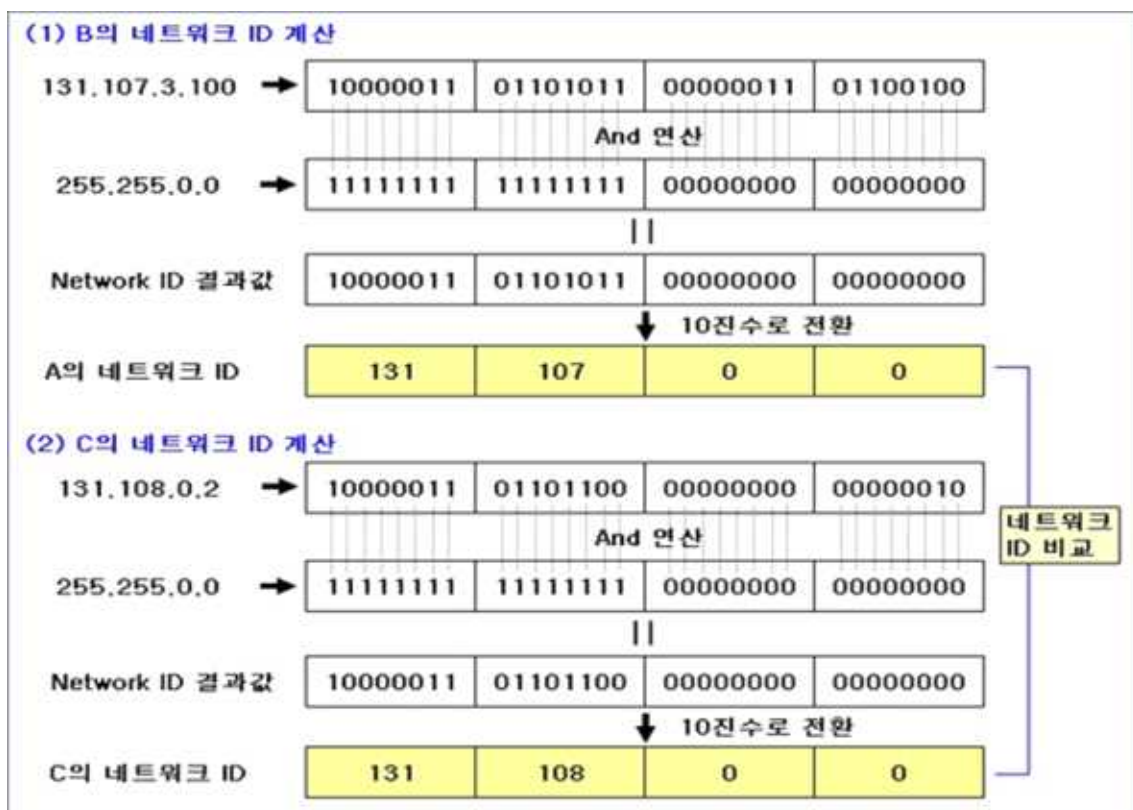 (1) B의 네트워크 ID 계산
131.107.3.100 → 10000011 01101011 00000011 01100100
And 연산
255.255.0.0 → 11111111 11111111 00000000 00000000
||
Network ID 결과값 10000011 01101011 00000000 00000000
10진수로 전환
A의 네트워크 ID 131 107 0 0
(2) C의 네트워크 ID 계산
131.108.0.2 → 10000011 01101100 00000000 00000010
And 연산
255.255.0.0 → 11111111 11111111 00000000 00000000
||
Network ID 결과값 10000011 01101100 00000000 00000000
10진수로 전환
C의 네트워크 ID 131 108 0 0
네트워크
ID 비교